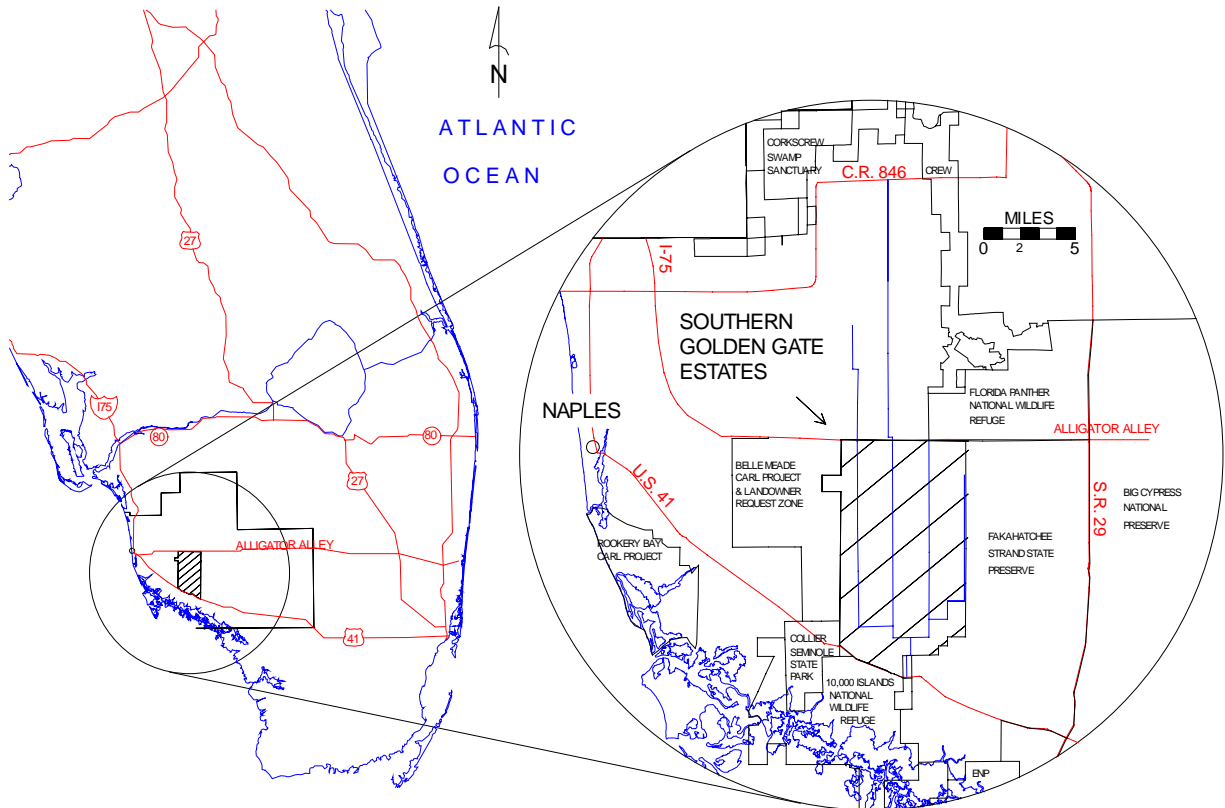 N
ATLANTIC
OCEAN
27
I75
80
80
27
ALLIGATOR ALLEY
41
CORKSCREW
SWAMP
SANCTUARY
C.R. 846
CREW
MILES
0 2 5
I-75
SOUTHERN
GOLDEN GATE
ESTATES
NAPLES
FLORIDA PANTHER
NATIONAL WILDLIFE
REFUGE
ALLIGATOR ALLEY
BELLE MEADE
CARL PROJECT
& LANDOWNER
REQUEST ZONE
U.S. 41
S.R. 29
BIG CYPRESS
NATIONAL
PRESERVE
ROOKERY BAY
CARL PROJECT
FAKAHATCHEE
STRAND STATE
PRESERVE
COLLIER
SEMINOLE
STATE
PARK
10,000 ISLANDS
NATIONAL
WILDLIFE
REFUGE
ENP